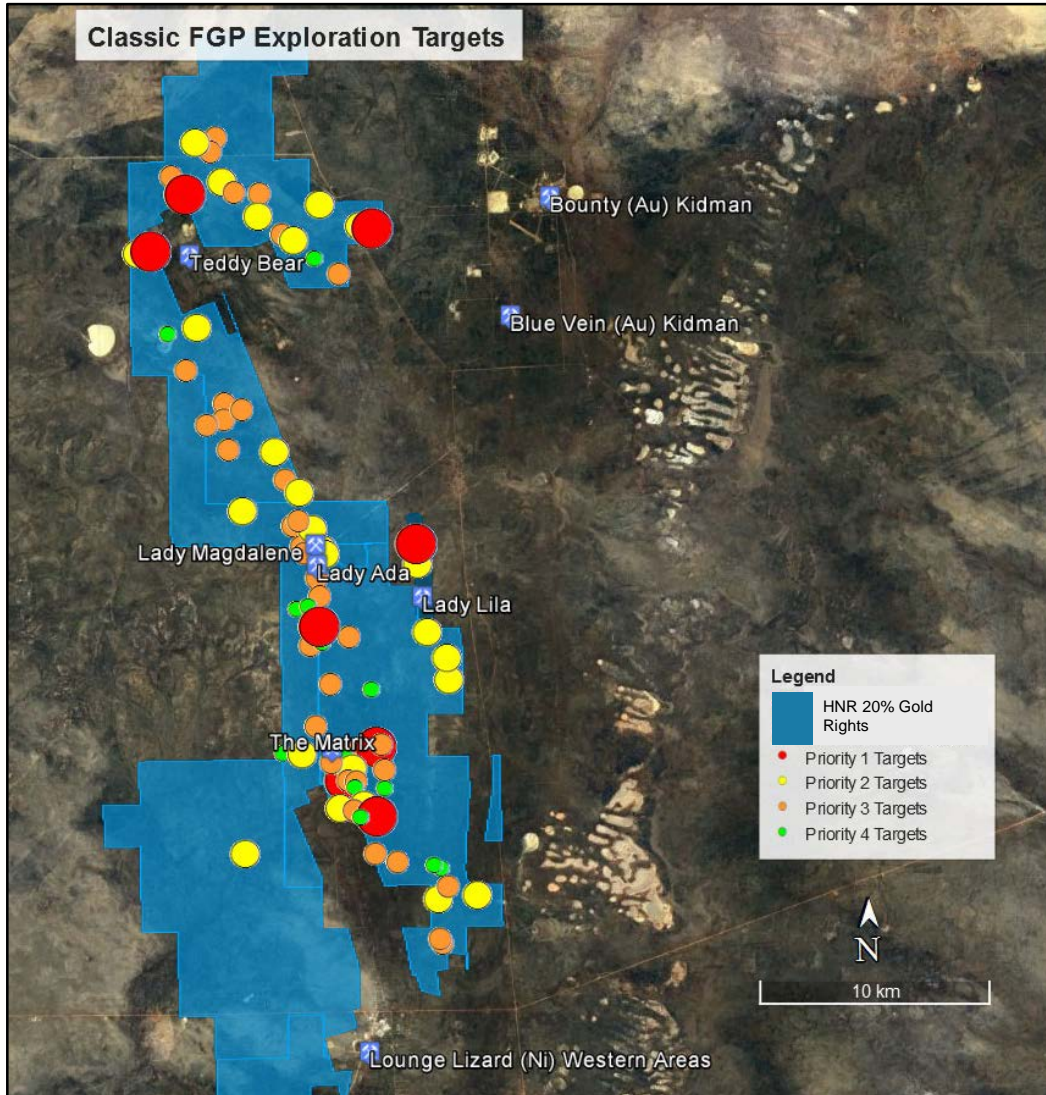 Classic FGP Exploration Targets
Bounty (Au) Kidman
Teddy Bear
Blue Vein (Au) Kidman
Lady Magdalene
Lady Ada
Lady Lila
The Matrix
Legend
HNR 20% Gold
Rights
Priority 1 Targets
Priority 2 Targets
Priority 3 Targets
Priority 4 Targets
N
10 km
Lounge Lizard (Ni) Western Areas